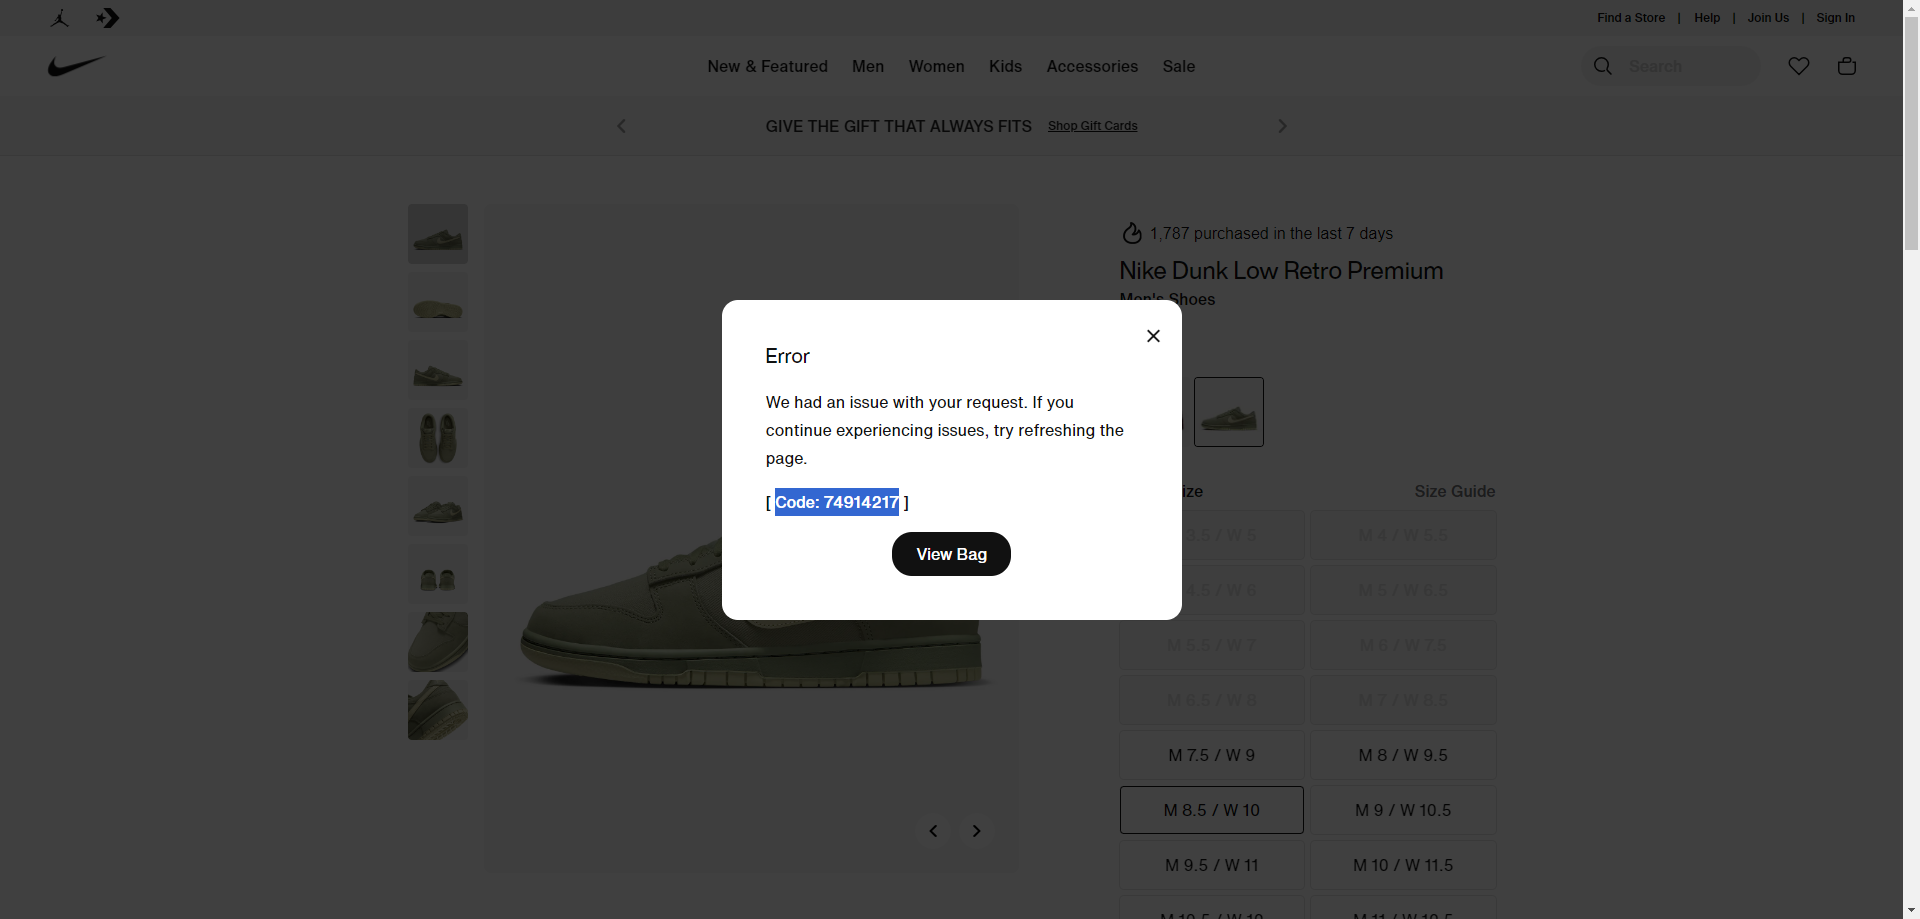 Find a Store | Help | Join Us | Sign In
New & Featured Men Women Kids Accessories Sale
Search
GIVE THE GIFT THAT ALWAYS FITS Shop Gift Cards
1,787 purchased in the last 7 days
Nike Dunk Low Retro Premium
Men's Shoes
Error
We had an issue with your request. If you
continue experiencing issues, try refreshing the
page.
[ Code: 74914217 ]
View Bag
ize Size Guide
3.5 / W 5 M 4 / W 5.5
4.5 / W 6 M 5 / W 6.5
M 5.5 / W 7 M 6 / W 7.5
M 6.5 / W 8 M 7 / W 8.5
M 7.5 / W 9 M 8 / W 9.5
M 8.5 / W 10 M 9 / W 10.5
M 9.5 / W 11 M 10 / W 11.5